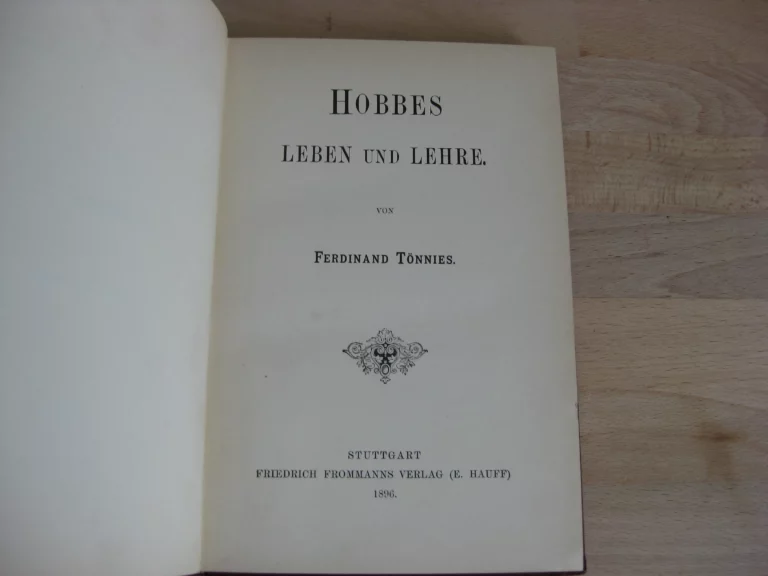 HOBBES
LEBEN UND LEHRE.
VON
FERDINAND TÖNNIES.
STUTTGART
FRIEDRICH FROMMANNS VERLAG (E. HAUFF)
1896.